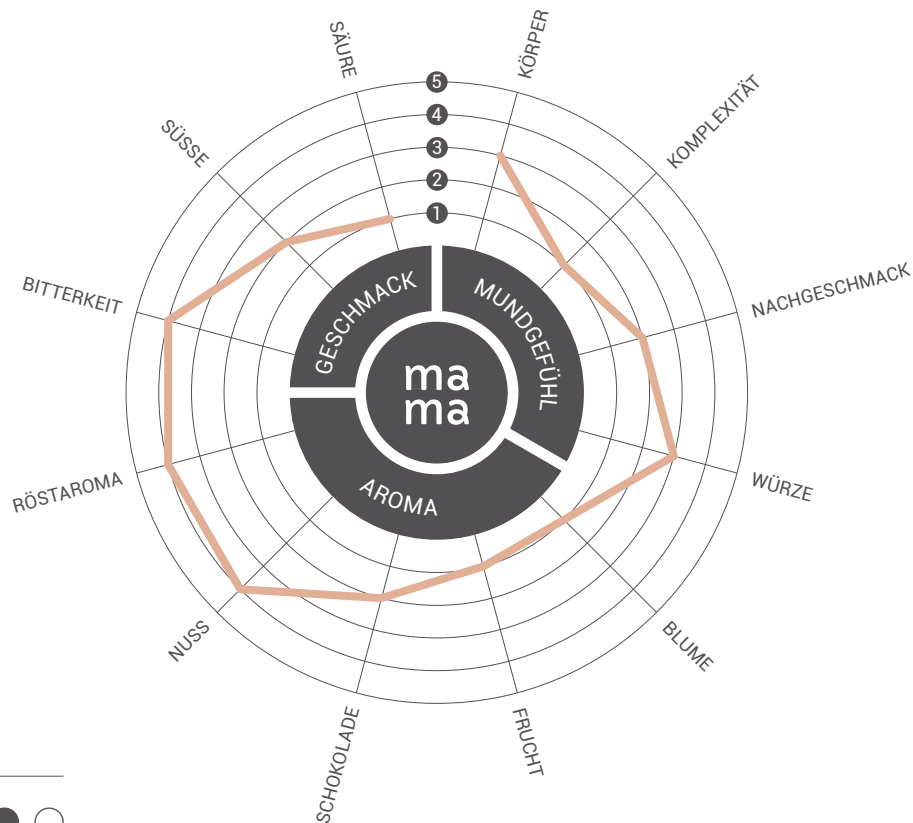 SÄURE
KÖRPER
SÜSSE
KOMPLEXITÄT
BITTERKEIT
NACHGESCHMACK
RÖSTAROMA
WÜRZE
NUSS
BLUME
SCHOKOLADE
FRUCHT
5
4
3
2
1
GESCHMACK
MUNDGEFÜHL
AROMA
ma
ma